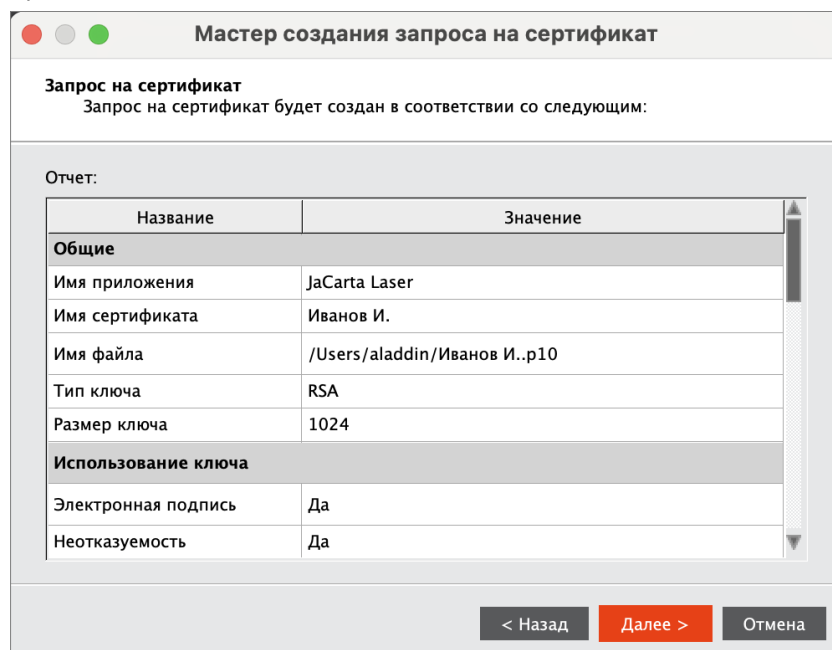 Мастер создания запроса на сертификат
Запрос на сертификат
Запрос на сертификат будет создан в соответствии со следующим:
Отчет:
Название Значение
Общие
Имя приложения JaCarta Laser
Имя сертификата Иванов И.
Имя файла /Users/aladdin/Иванов И..p10
Тип ключа RSA
Размер ключа 1024
Использование ключа
Электронная подпись Да
Неотказуемость Да
< Назад Далее > Отмена